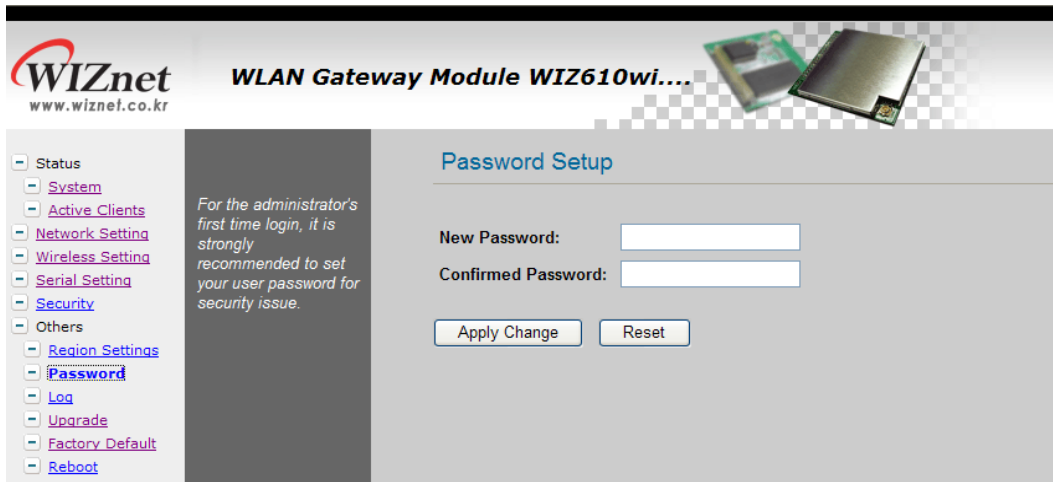 WIZnet
www.wiznet.co.kr
WLAN Gateway Module WIZ610wi....
Status
System
Active Clients
Network Setting
Wireless Setting
Serial Setting
Security
Others
Region Settings
Password
Log
Upgrade
Factory Default
Reboot
For the administrator's
first time login, it is
strongly
recommended to set
your user password for
security issue.
Password Setup
New Password:
Confirmed Password:
Apply Change Reset